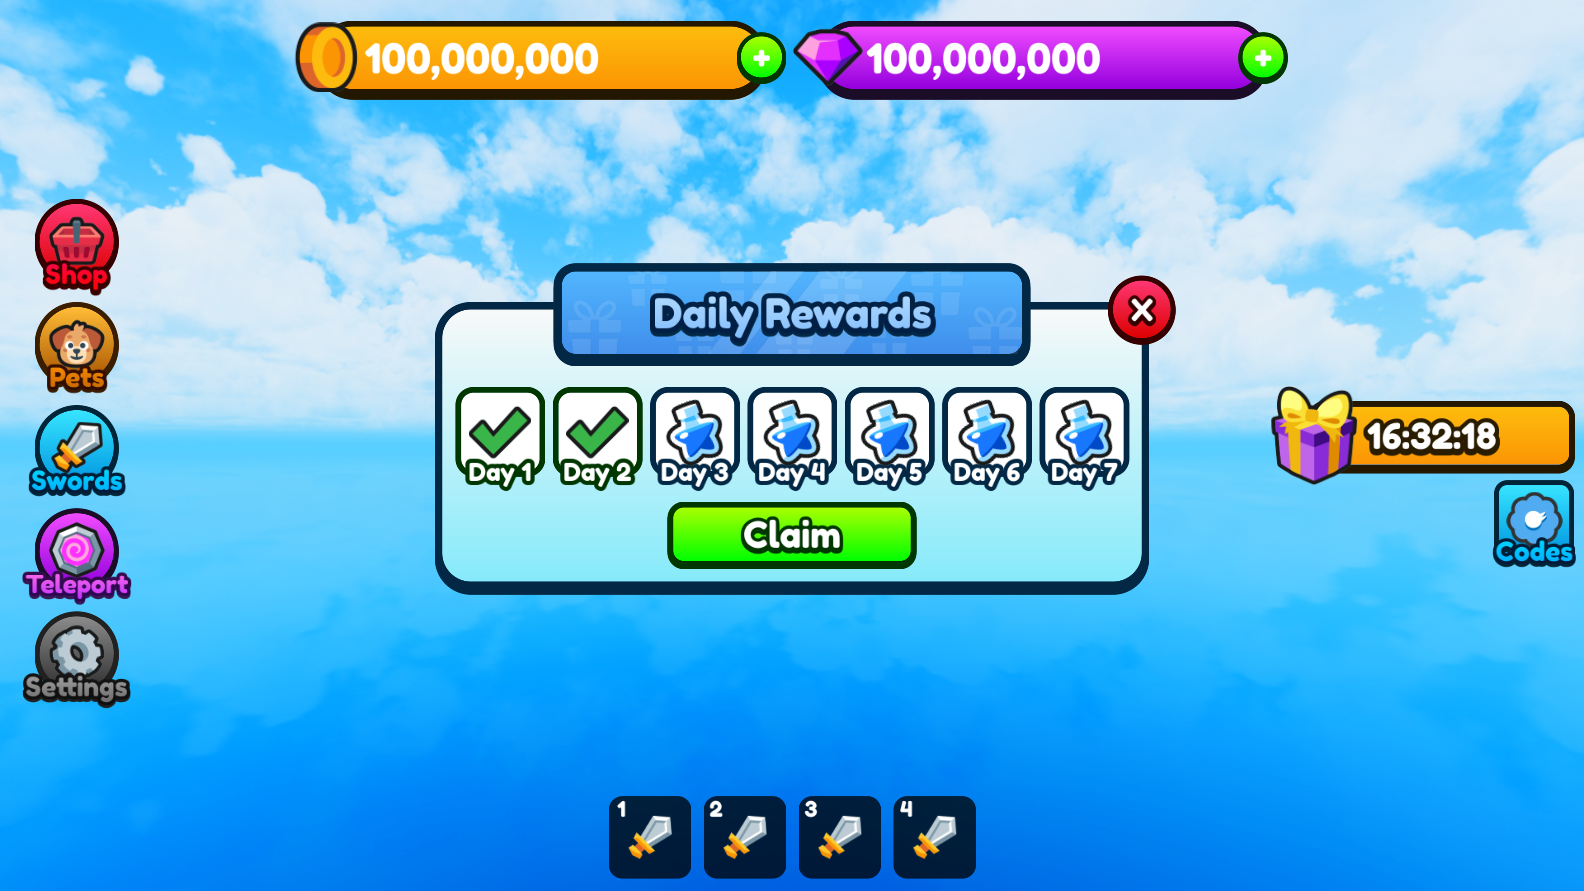 100,000,000
+
100,000,000
+
Shop
Pets
Swords
Teleport
Settings
Daily Rewards
X
Day 1
Day 2
Day 3
Day 4
Day 5
Day 6
Day 7
Claim
16:32:18
Codes
1
2
3
4